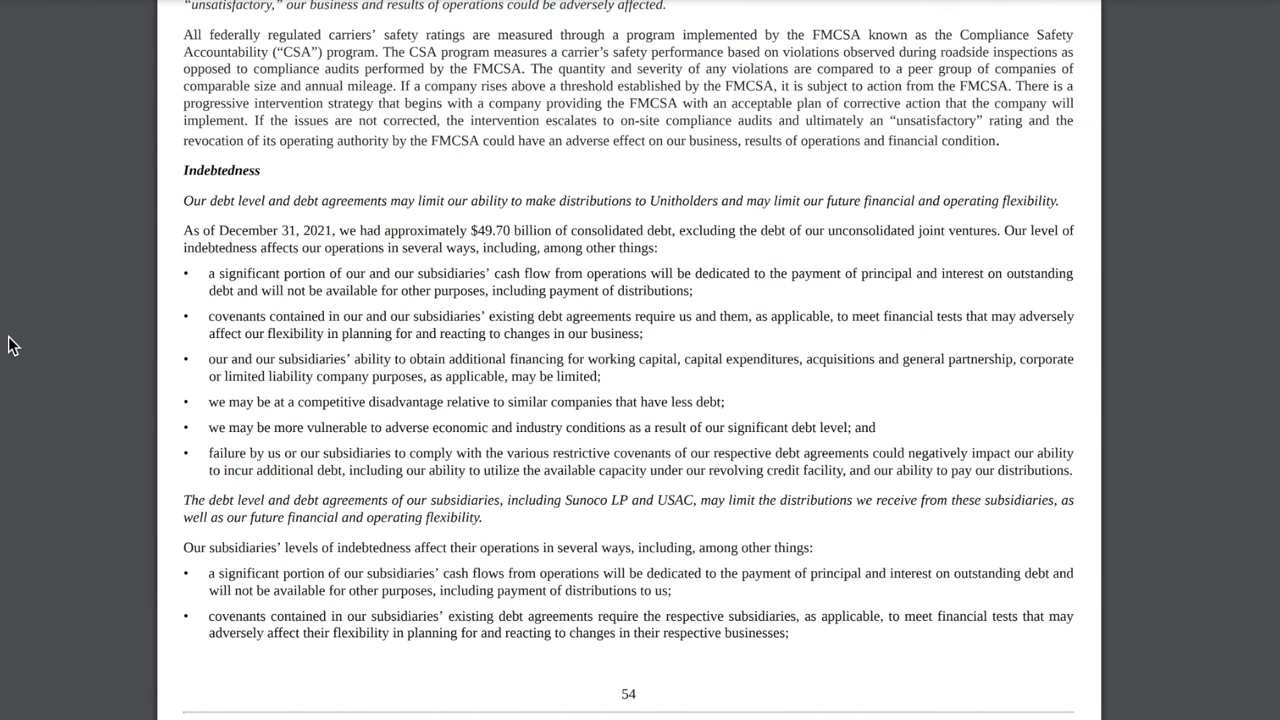 “unsatisfactory,” our business and results of operations could be adversely affected.
All federally regulated carriers’ safety ratings are measured through a program implemented by the FMCSA known as the Compliance Safety
Accountability (“CSA”) program. The CSA program measures a carrier’s safety performance based on violations observed during roadside inspections as
opposed to compliance audits performed by the FMCSA. The quantity and severity of any violations are compared to a peer group of companies of
comparable size and annual mileage. If a company rises above a threshold established by the FMCSA, it is subject to action from the FMCSA. There is a
progressive intervention strategy that begins with a company providing the FMCSA with an acceptable plan of corrective action that the company will
implement. If the issues are not corrected, the intervention escalates to on-site compliance audits and ultimately an “unsatisfactory” rating and the
revocation of its operating authority by the FMCSA could have an adverse effect on our business, results of operations and financial condition.
Indebtedness
Our debt level and debt agreements may limit our ability to make distributions to Unitholders and may limit our future financial and operating flexibility.
As of December 31, 2021, we had approximately $49.70 billion of consolidated debt, excluding the debt of our unconsolidated joint ventures. Our level of
indebtedness affects our operations in several ways, including, among other things:
• a significant portion of our and our subsidiaries’ cash flow from operations will be dedicated to the payment of principal and interest on outstanding
debt and will not be available for other purposes, including payment of distributions;
• covenants contained in our and our subsidiaries’ existing debt agreements require us and them, as applicable, to meet financial tests that may adversely
affect our flexibility in planning for and reacting to changes in our business;
• our and our subsidiaries’ ability to obtain additional financing for working capital, capital expenditures, acquisitions and general partnership, corporate
or limited liability company purposes, as applicable, may be limited;
• we may be at a competitive disadvantage relative to similar companies that have less debt;
• we may be more vulnerable to adverse economic and industry conditions as a result of our significant debt level; and
• failure by us or our subsidiaries to comply with the various restrictive covenants of our respective debt agreements could negatively impact our ability
to incur additional debt, including our ability to utilize the available capacity under our revolving credit facility, and our ability to pay our distributions.
The debt level and debt agreements of our subsidiaries, including Sunoco LP and USAC, may limit the distributions we receive from these subsidiaries, as
well as our future financial and operating flexibility.
Our subsidiaries’ levels of indebtedness affect their operations in several ways, including, among other things:
• a significant portion of our subsidiaries’ cash flows from operations will be dedicated to the payment of principal and interest on outstanding debt and
will not be available for other purposes, including payment of distributions to us;
• covenants contained in our subsidiaries’ existing debt agreements require the respective subsidiaries, as applicable, to meet financial tests that may
adversely affect their flexibility in planning for and reacting to changes in their respective businesses;
54